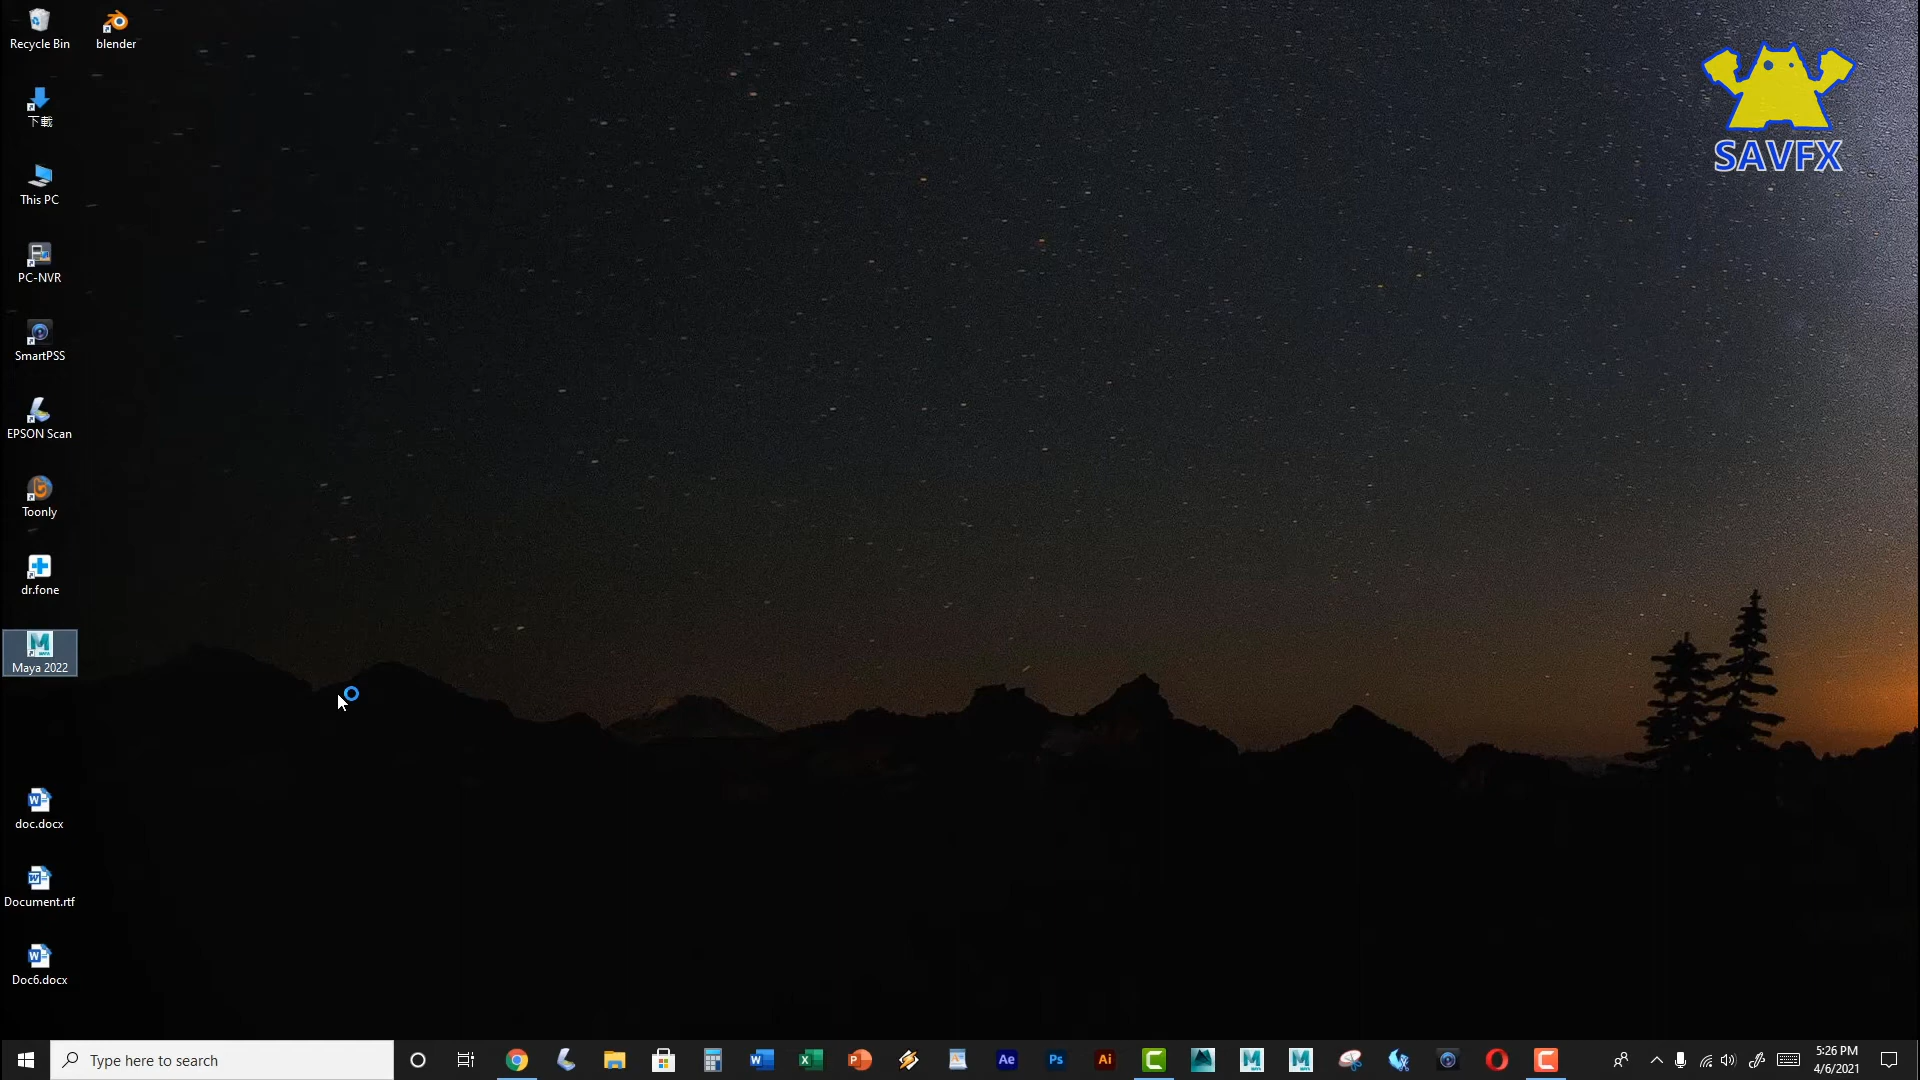 Recycle Bin
blender
下載
This PC
PC-NVR
SmartPSS
EPSON Scan
Toonly
dr.fone
Maya 2022
doc.docx
Document.rtf
Doc6.docx
SAVFX
Type here to search
Ae
Ps
Ai
5:26 PM
4/6/2021